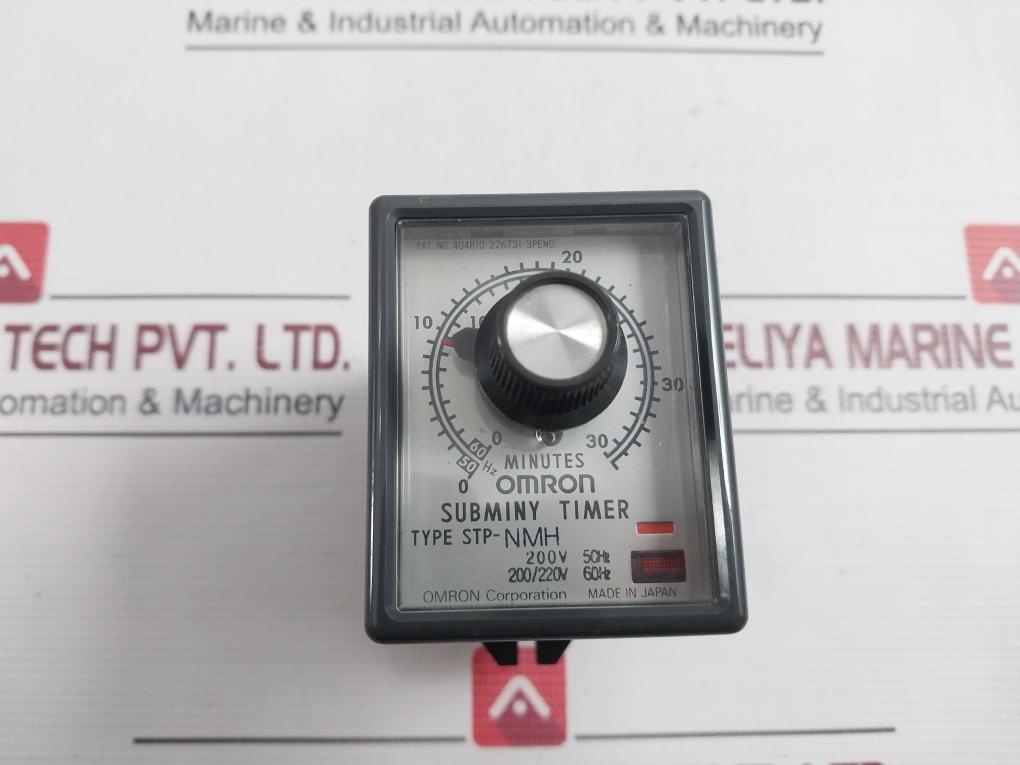 Marine & Industrial Automation & Machinery
PAT. NO. 404810 226731 3PEND.
20
10
10
30
TECH PVT. LTD.
ELIYA MARINE
omation & Machinery
rine & Industrial Au
0
30
60
50
Hz
0
MINUTES
OMRON
SUBMINY TIMER
TYPE STP-NMH
200V 50Hz
200/220V 60Hz
OMRON Corporation MADE IN JAPAN